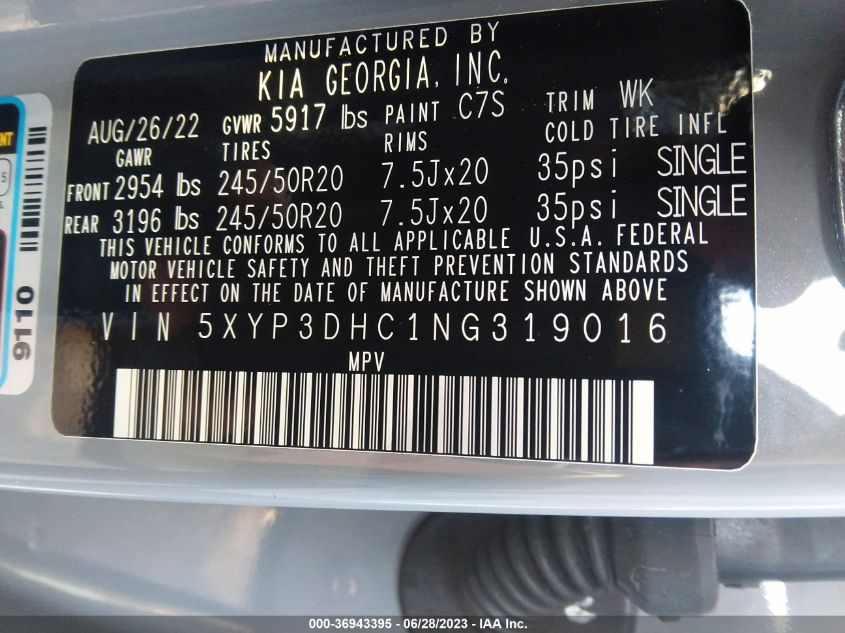 MANUFACTURED BY
KIA GEORGIA, INC.
AUG/26/22 GVWR 5917 lbs PAINT C7S TRIM WK
GAWR TIRES RIMS COLD TIRE INFL
FRONT 2954 lbs 245/50R20 7.5Jx20 35psi SINGLE
REAR 3196 lbs 245/50R20 7.5Jx20 35psi SINGLE
THIS VEHICLE CONFORMS TO ALL APPLICABLE U.S.A. FEDERAL
MOTOR VEHICLE SAFETY AND THEFT PREVENTION STANDARDS
IN EFFECT ON THE DATE OF MANUFACTURE SHOWN ABOVE
VIN 5XYP3DHC1NG319016
MPV
9110
000-36943395 - 06/28/2023 - IAA Inc.